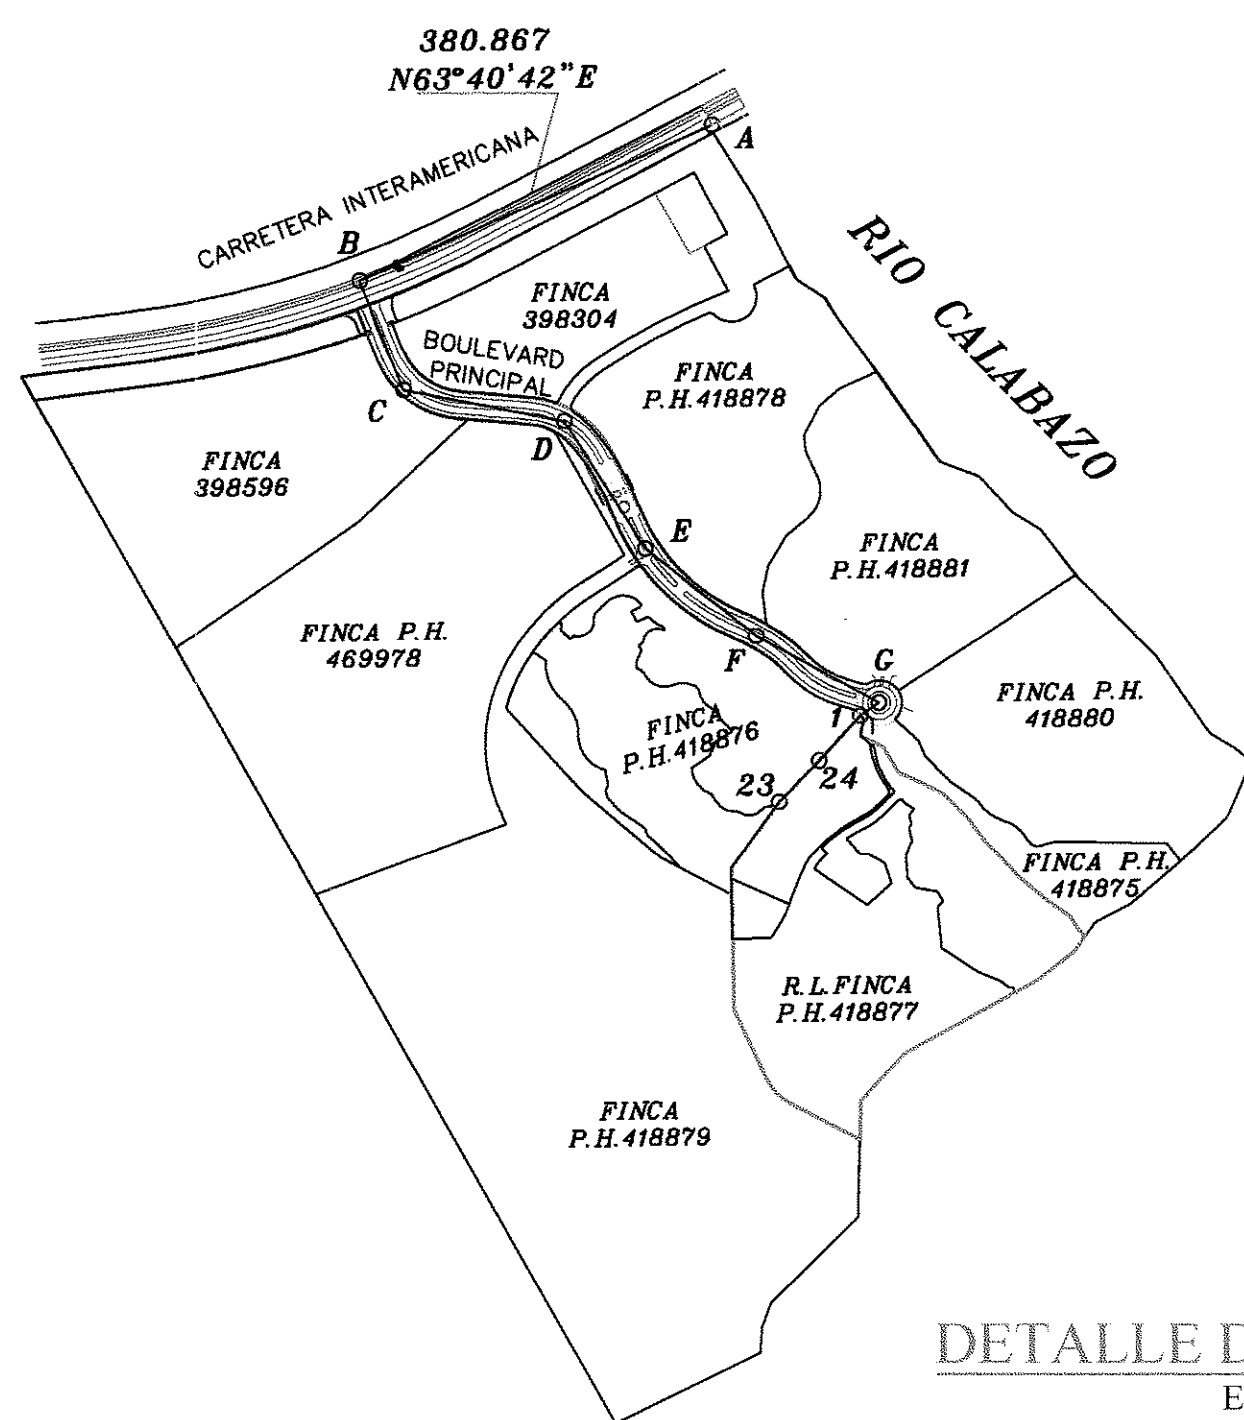 380.867
N63°40'42"E
A
CARRETERA INTERAMERICANA
B
RIO CALABAZO
FINCA
398304
BOULEVARD
PRINCIPAL
FINCA
P.H.418878
C
D
FINCA
398596
E
FINCA
P.H.418881
FINCA P.H.
469978
F
G
FINCA P.H.
418880
1
FINCA
P.H.418876
24
23
FINCA P.H.
418875
R.L.FINCA
P.H.418877
FINCA
P.H.418879
DETALLE D
E